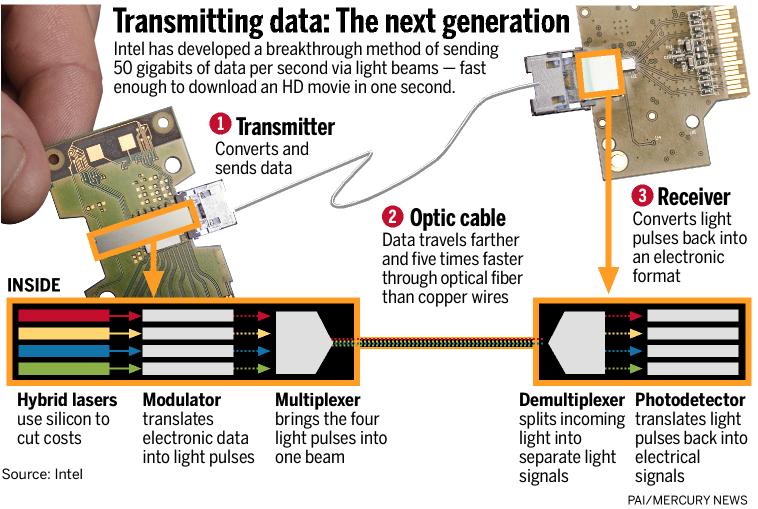 Transmitting data: The next generation
Intel has developed a breakthrough method of sending
50 gigabits of data per second via light beams — fast
enough to download an HD movie in one second.
1 Transmitter
Converts and
sends data
2 Optic cable
Data travels farther
and five times faster
through optical fiber
than copper wires
3 Receiver
Converts light
pulses back into
an electronic
format
INSIDE
Hybrid lasers
use silicon to
cut costs
Modulator
translates
electronic data
into light pulses
Multiplexer
brings the four
light pulses into
one beam
Demultiplexer
splits incoming
light into
separate light
signals
Photodetector
translates light
pulses back into
electrical
signals
Source: Intel
PAI/MERCURY NEWS